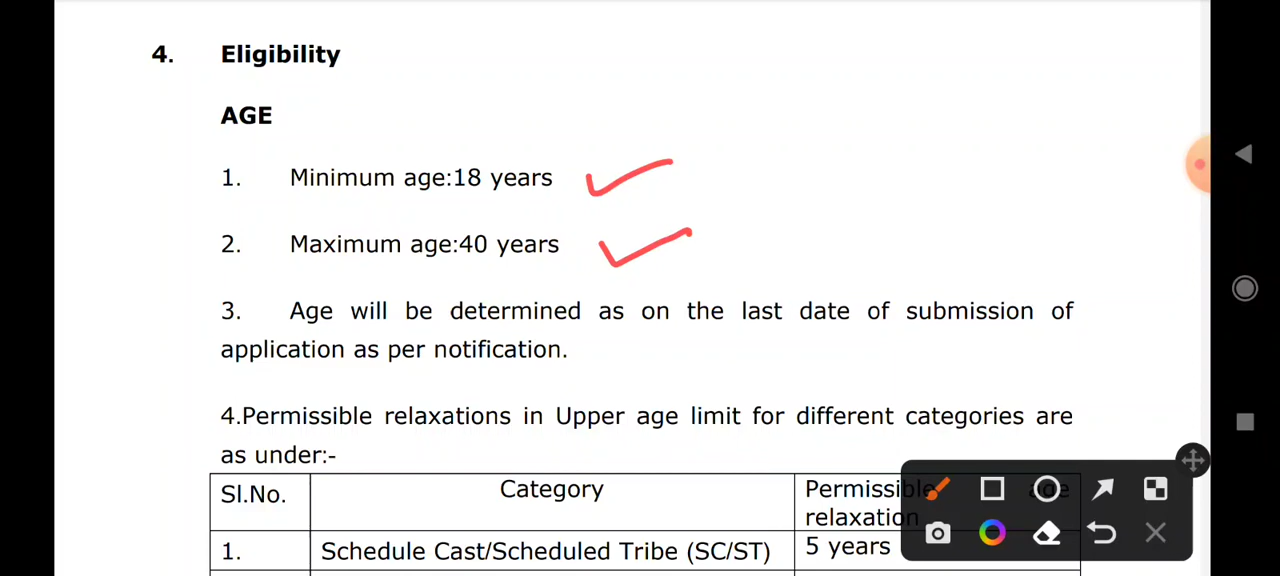 4. Eligibility
AGE
1. Minimum age:18 years
2. Maximum age:40 years
3. Age will be determined as on the last date of submission of
application as per notification.
4.Permissible relaxations in Upper age limit for different categories are
as under:-
Sl.No. Category Permissible age
relaxation
1. Schedule Cast/Scheduled Tribe (SC/ST) 5 years